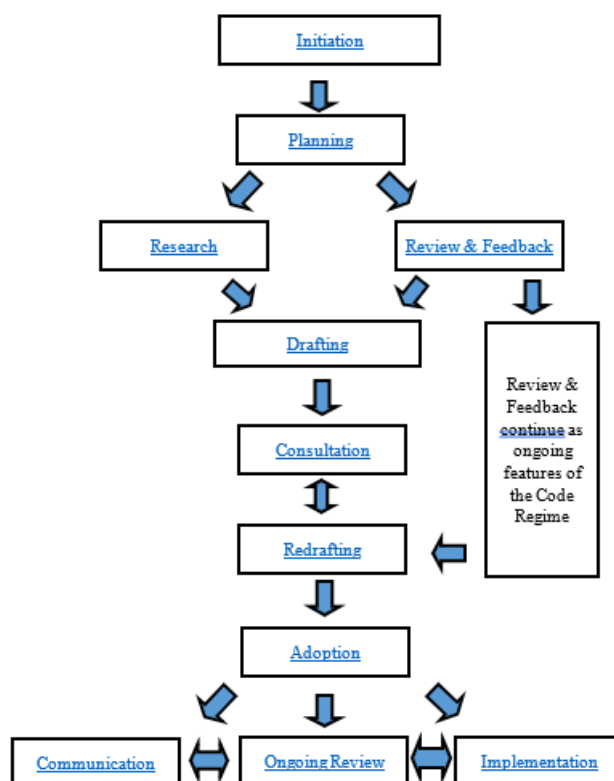 Initiation
Planning
Research
Review & Feedback
Drafting
Review &
Feedback
continue as
ongoing
features of
the Code
Regime
Consultation
Redrafting
Adoption
Communication
Ongoing Review
Implementation